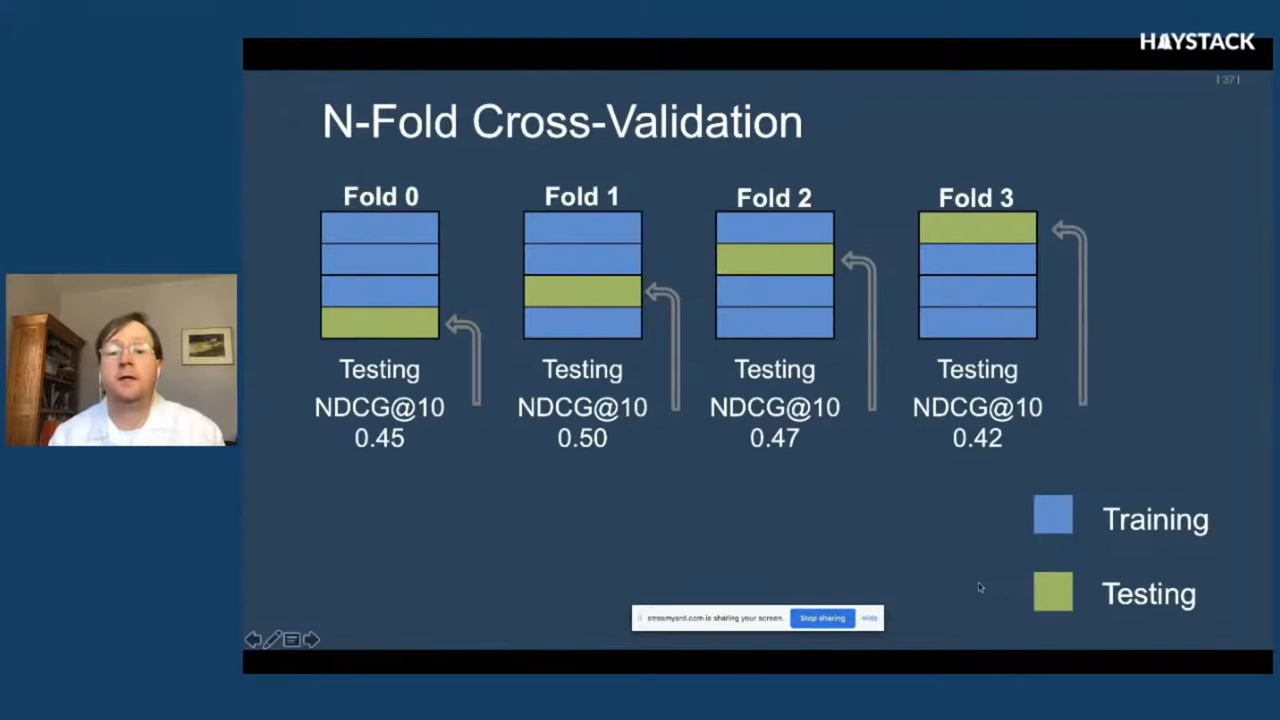 HAYSTACK
| 37 |
N-Fold Cross-Validation
Fold 0
Fold 1
Fold 2
Fold 3
Testing
NDCG@10
0.45
Testing
NDCG@10
0.50
Testing
NDCG@10
0.47
Testing
NDCG@10
0.42
Training
Testing
streamyard.com is sharing your screen.
Stop sharing
Hide